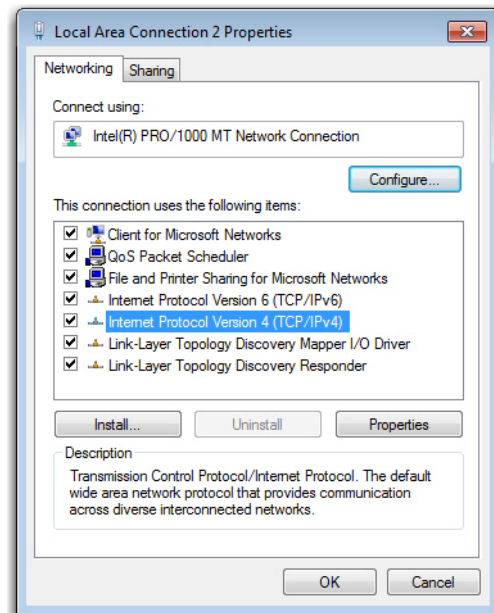 Local Area Connection 2 Properties
Networking
Sharing
Connect using:
Intel(R) PRO/1000 MT Network Connection
Configure...
This connection uses the following items:
Client for Microsoft Networks
QoS Packet Scheduler
File and Printer Sharing for Microsoft Networks
Internet Protocol Version 6 (TCP/IPv6)
Internet Protocol Version 4 (TCP/IPv4)
Link-Layer Topology Discovery Mapper I/O Driver
Link-Layer Topology Discovery Responder
Install...
Uninstall
Properties
Description
Transmission Control Protocol/Internet Protocol. The default
wide area network protocol that provides communication
across diverse interconnected networks.
OK
Cancel